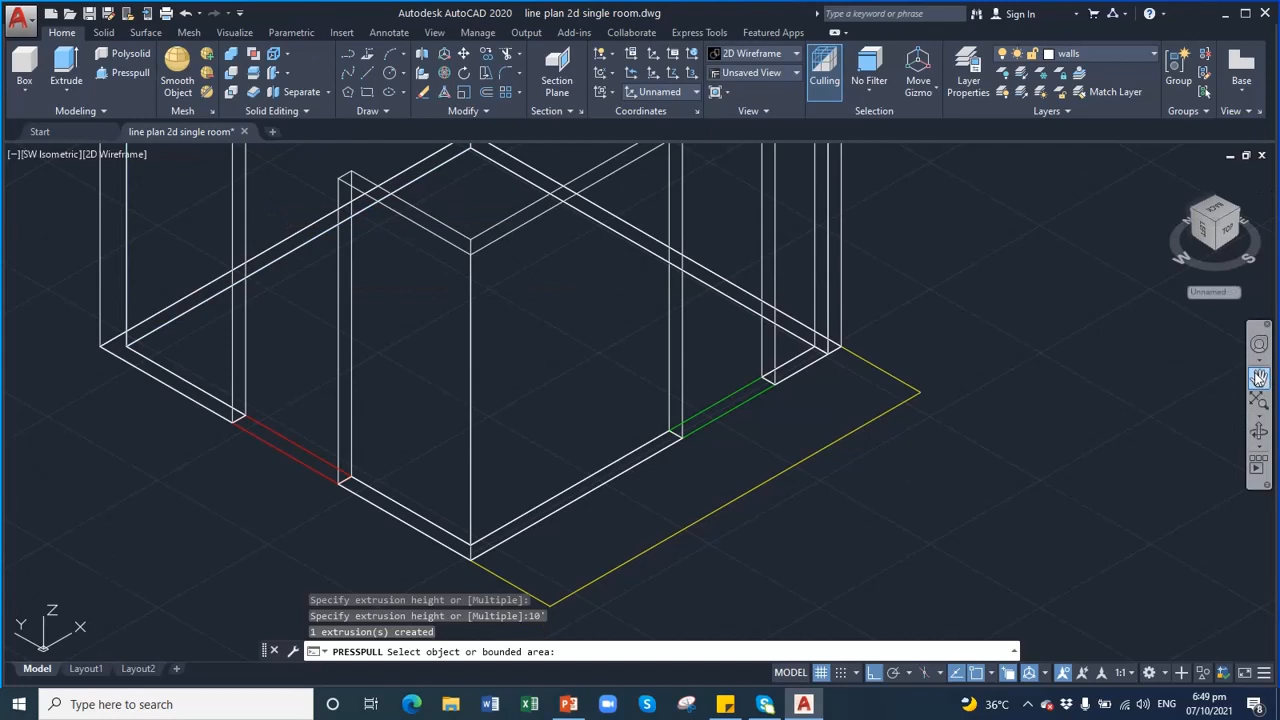 Autodesk AutoCAD 2020 line plan 2d single room.dwg
Type a keyword or phrase
Sign In
Home Solid Surface Mesh Visualize Parametric Insert Annotate View Manage Output Add-ins Collaborate Express Tools Featured Apps
Box
Extrude
Polysolid
Presspull
Modeling
Smooth
Object
Mesh
Separate
Solid Editing
Draw
Modify
Section
Plane
Section
Unnamed
Coordinates
2D Wireframe
Unsaved View
View
Culling
No Filter
Move
Gizmo
Selection
Layer
Properties
walls
Match Layer
Layers
Group
Groups
Base
View
Start
line plan 2d single room*
[−][SW Isometric][2D Wireframe]
BACK
LEFT
TOP
N
E
W
S
Unnamed
Specify extrusion height or [Multiple]:
Specify extrusion height or [Multiple]:10'
1 extrusion(s) created
PRESSPULL Select object or bounded area:
Z
Y
X
Model Layout1 Layout2
MODEL
1:1
Type here to search
36°C
ENG
6:49 pm
07/10/2021